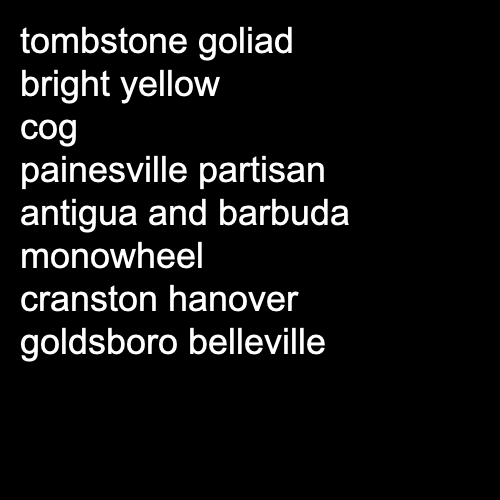 tombstone goliad
bright yellow
cog
painesville partisan
antigua and barbuda
monowheel
cranston hanover
goldsboro belleville